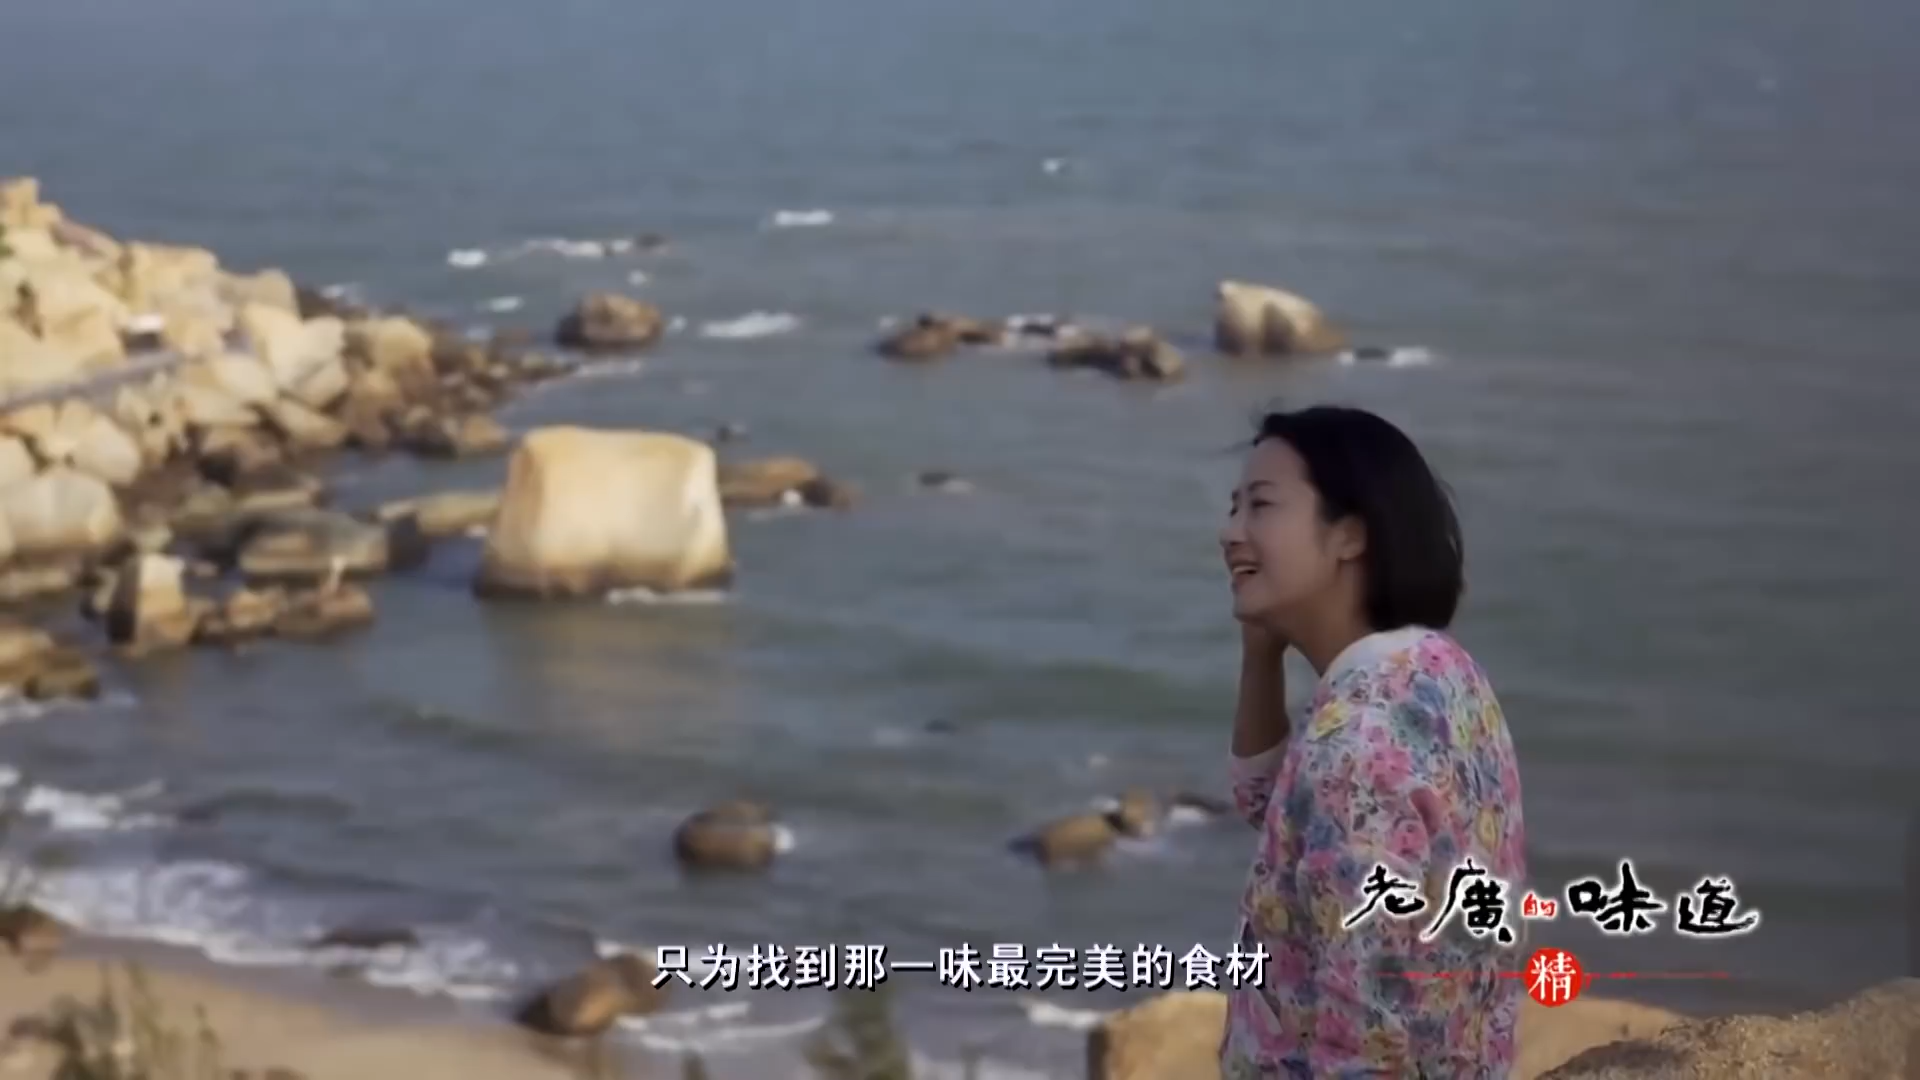 老廣的味道
精
只为找到那一味最完美的食材